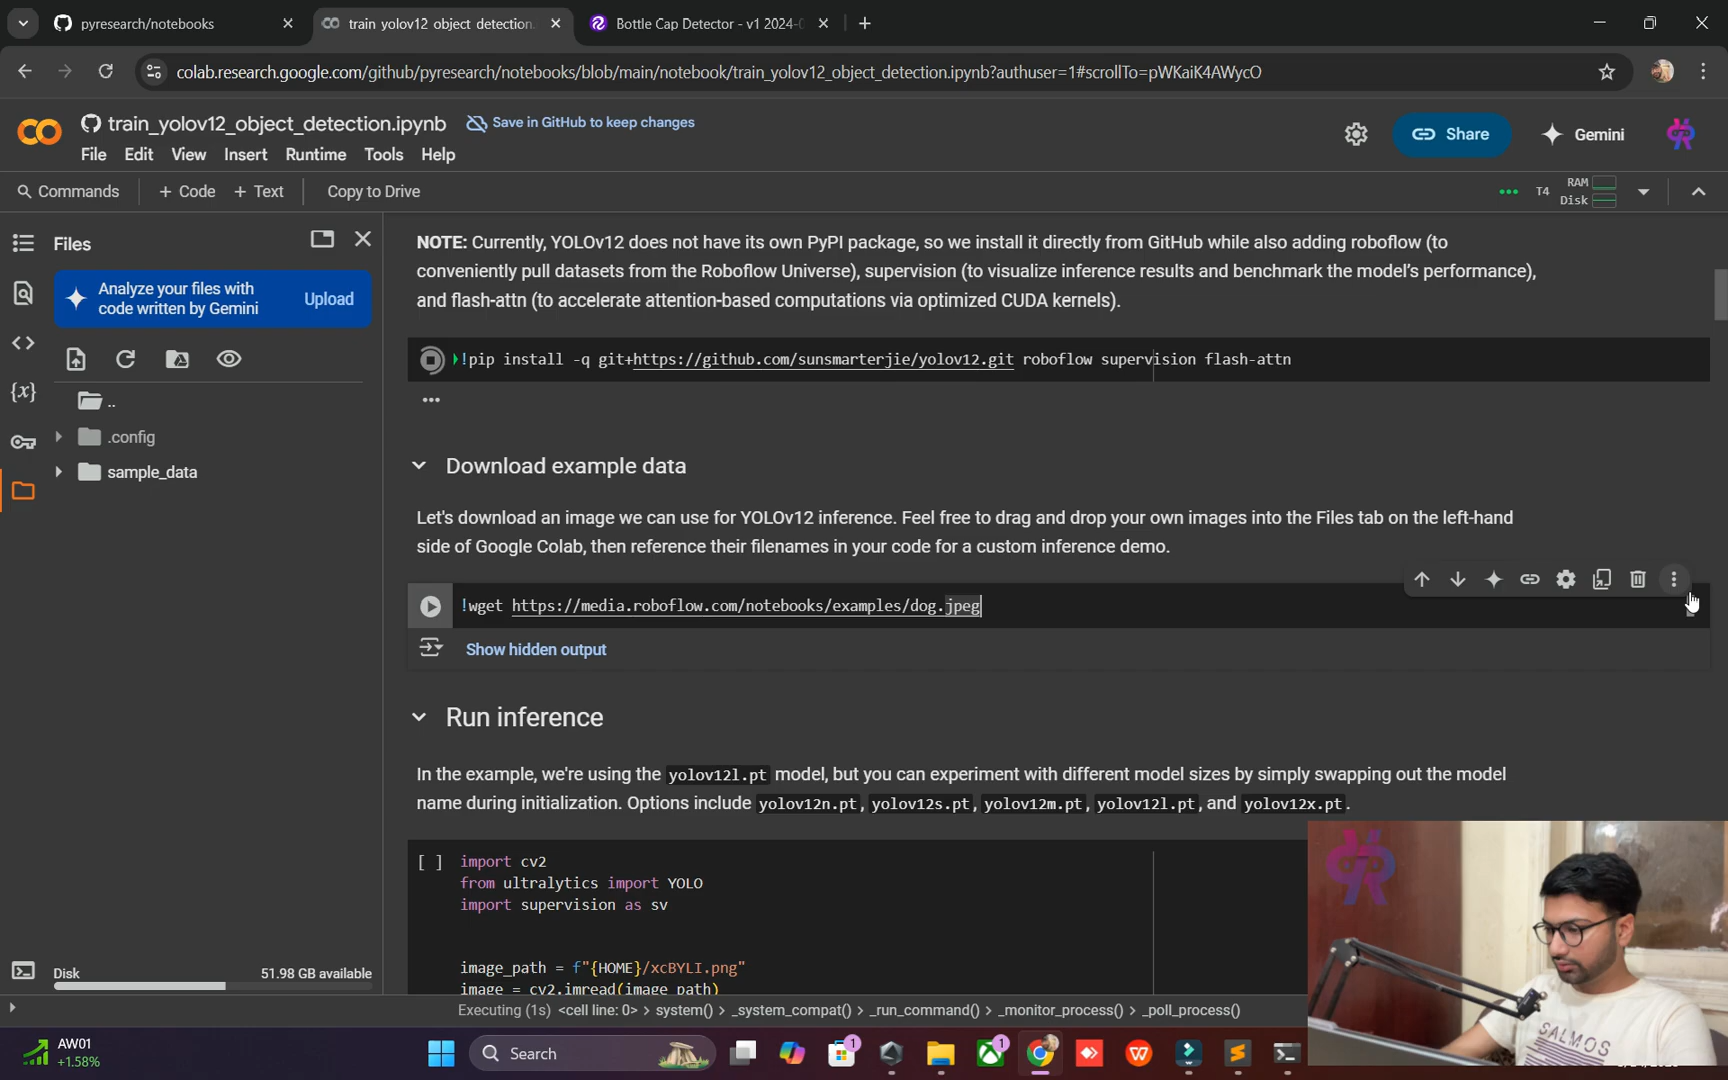 pyresearch/notebooks
train yolov12 object detection.
Bottle Cap Detector - v1 2024-
colab.research.google.com/github/pyresearch/notebooks/blob/main/notebook/train_yolov12_object_detection.ipynb?authuser=1#scrollTo=pWKaiK4AWycO
train_yolov12_object_detection.ipynb
Save in GitHub to keep changes
File Edit View Insert Runtime Tools Help
Share
Gemini
Commands
+ Code + Text
Copy to Drive
T4
RAM
Disk
Files
Analyze your files with
code written by Gemini
Upload
..
.config
sample_data
Disk
51.98 GB available
NOTE: Currently, YOLOv12 does not have its own PyPI package, so we install it directly from GitHub while also adding roboflow (to
conveniently pull datasets from the Roboflow Universe), supervision (to visualize inference results and benchmark the model's performance),
and flash-attn (to accelerate attention-based computations via optimized CUDA kernels).
!pip install -q git+https://github.com/sunsmarterjie/yolov12.git roboflow supervision flash-attn
Download example data
Let's download an image we can use for YOLOv12 inference. Feel free to drag and drop your own images into the Files tab on the left-hand
side of Google Colab, then reference their filenames in your code for a custom inference demo.
!wget https://media.roboflow.com/notebooks/examples/dog.jpeg
Show hidden output
Run inference
In the example, we're using the yolov12l.pt model, but you can experiment with different model sizes by simply swapping out the model
name during initialization. Options include yolov12n.pt, yolov12s.pt, yolov12m.pt, yolov12l.pt, and yolov12x.pt.
[ ] import cv2
from ultralytics import YOLO
import supervision as sv
image_path = f"{HOME}/xcBYLI.png"
image = cv2.imread(image_path)
Executing (1s) <cell line: 0> > system() > _system_compat() > _run_command() > _monitor_process() > _poll_process()
AW01
+1.58%
Search
1
1
SALMOS